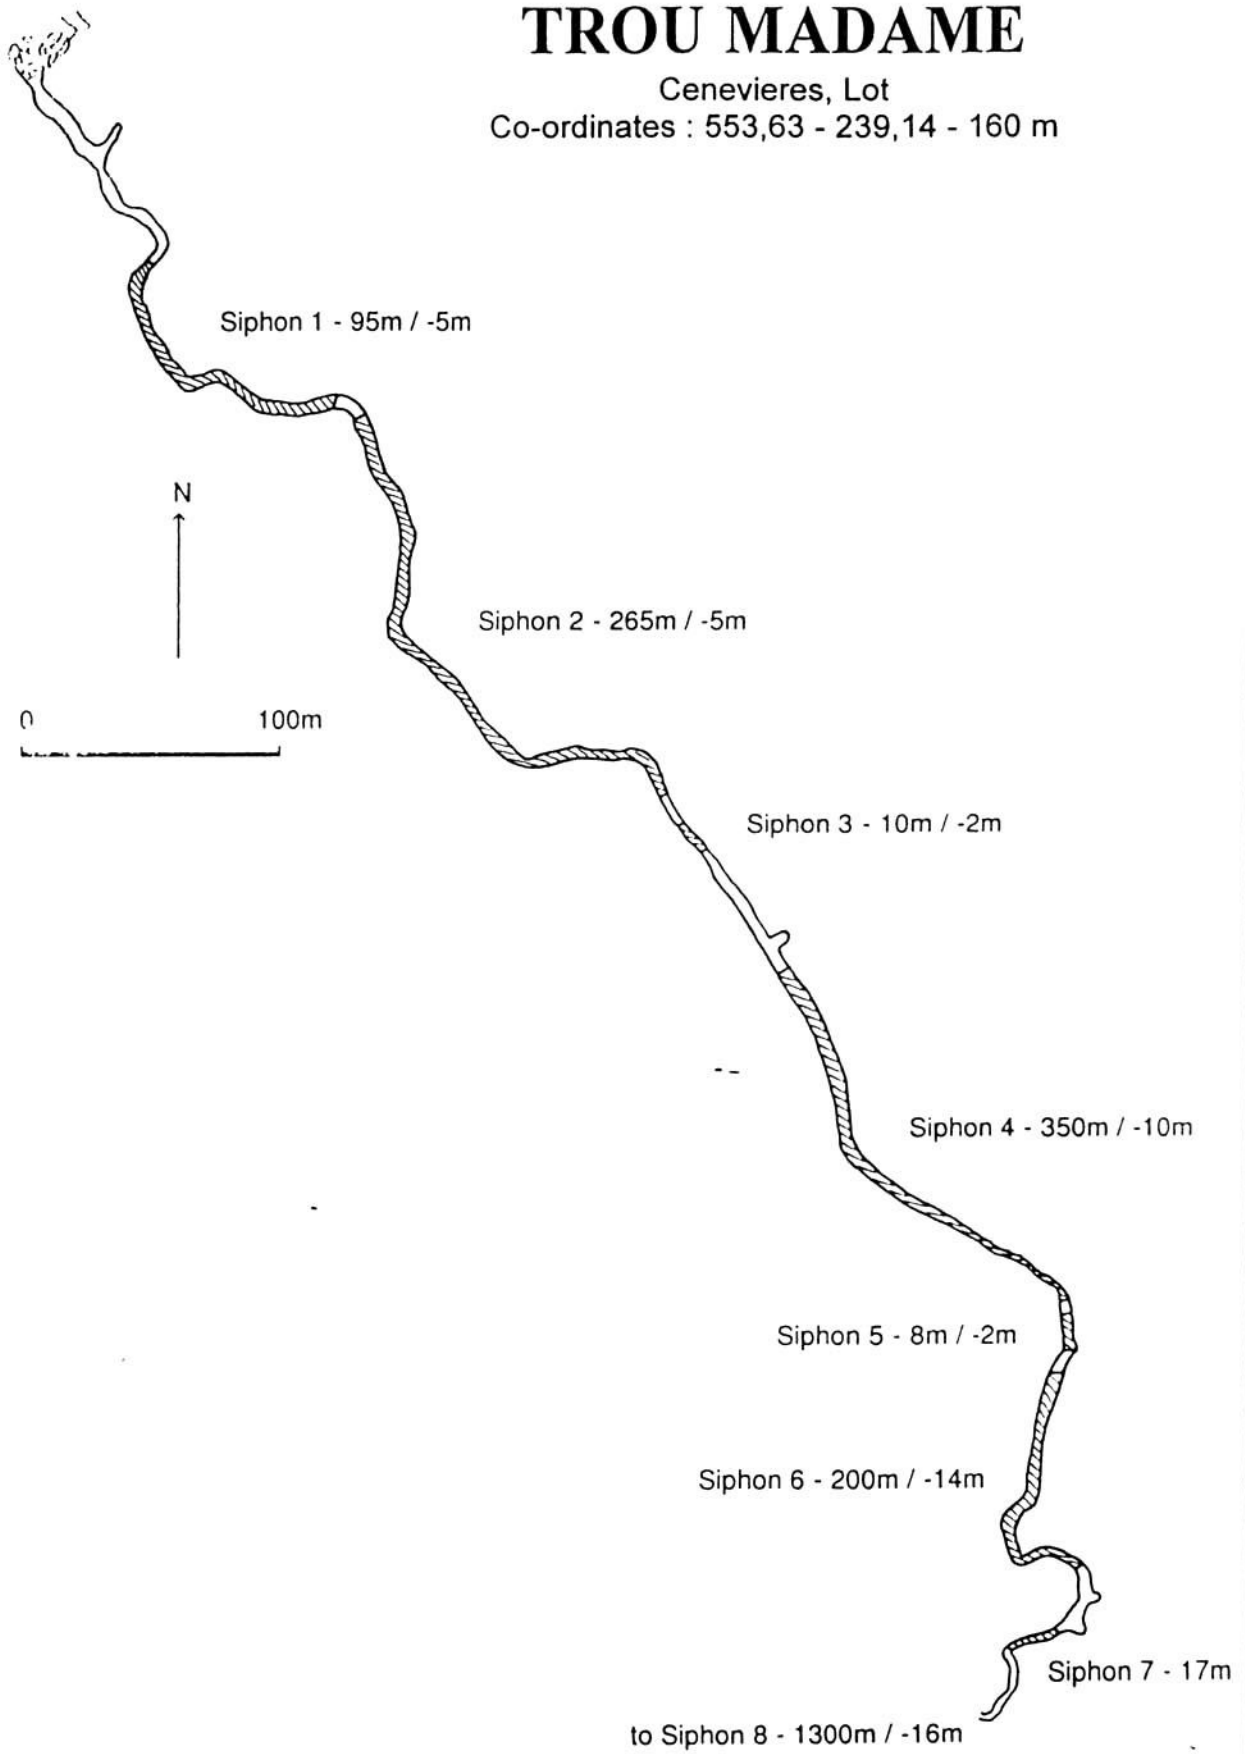 TROU MADAME
Cenevieres, Lot
Co-ordinates : 553,63 - 239,14 - 160 m
Siphon 1 - 95m / -5m
N
Siphon 2 - 265m / -5m
0 100m
Siphon 3 - 10m / -2m
Siphon 4 - 350m / -10m
Siphon 5 - 8m / -2m
Siphon 6 - 200m / -14m
Siphon 7 - 17m
to Siphon 8 - 1300m / -16m